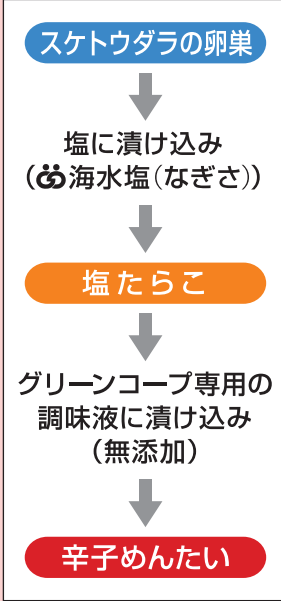 スケトウダラの卵巣
塩に漬け込み
（海水塩（なぎさ））
塩たらこ
グリーンコープ専用の
調味液に漬け込み
（無添加）
辛子めんたい